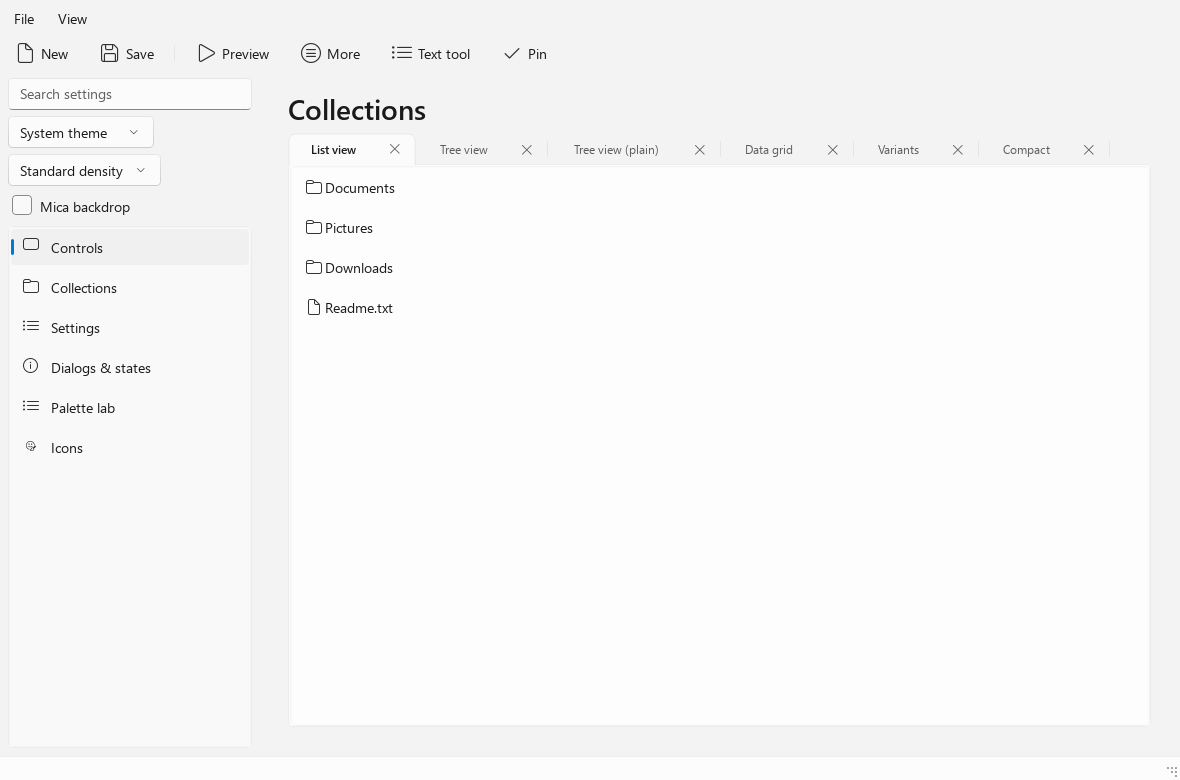 File View
New Save Preview More Text tool Pin
Search settings
System theme
Standard density
Mica backdrop
Controls
Collections
Settings
Dialogs & states
Palette lab
Icons
Collections
List view Tree view Tree view (plain) Data grid Variants Compact
Documents
Pictures
Downloads
Readme.txt